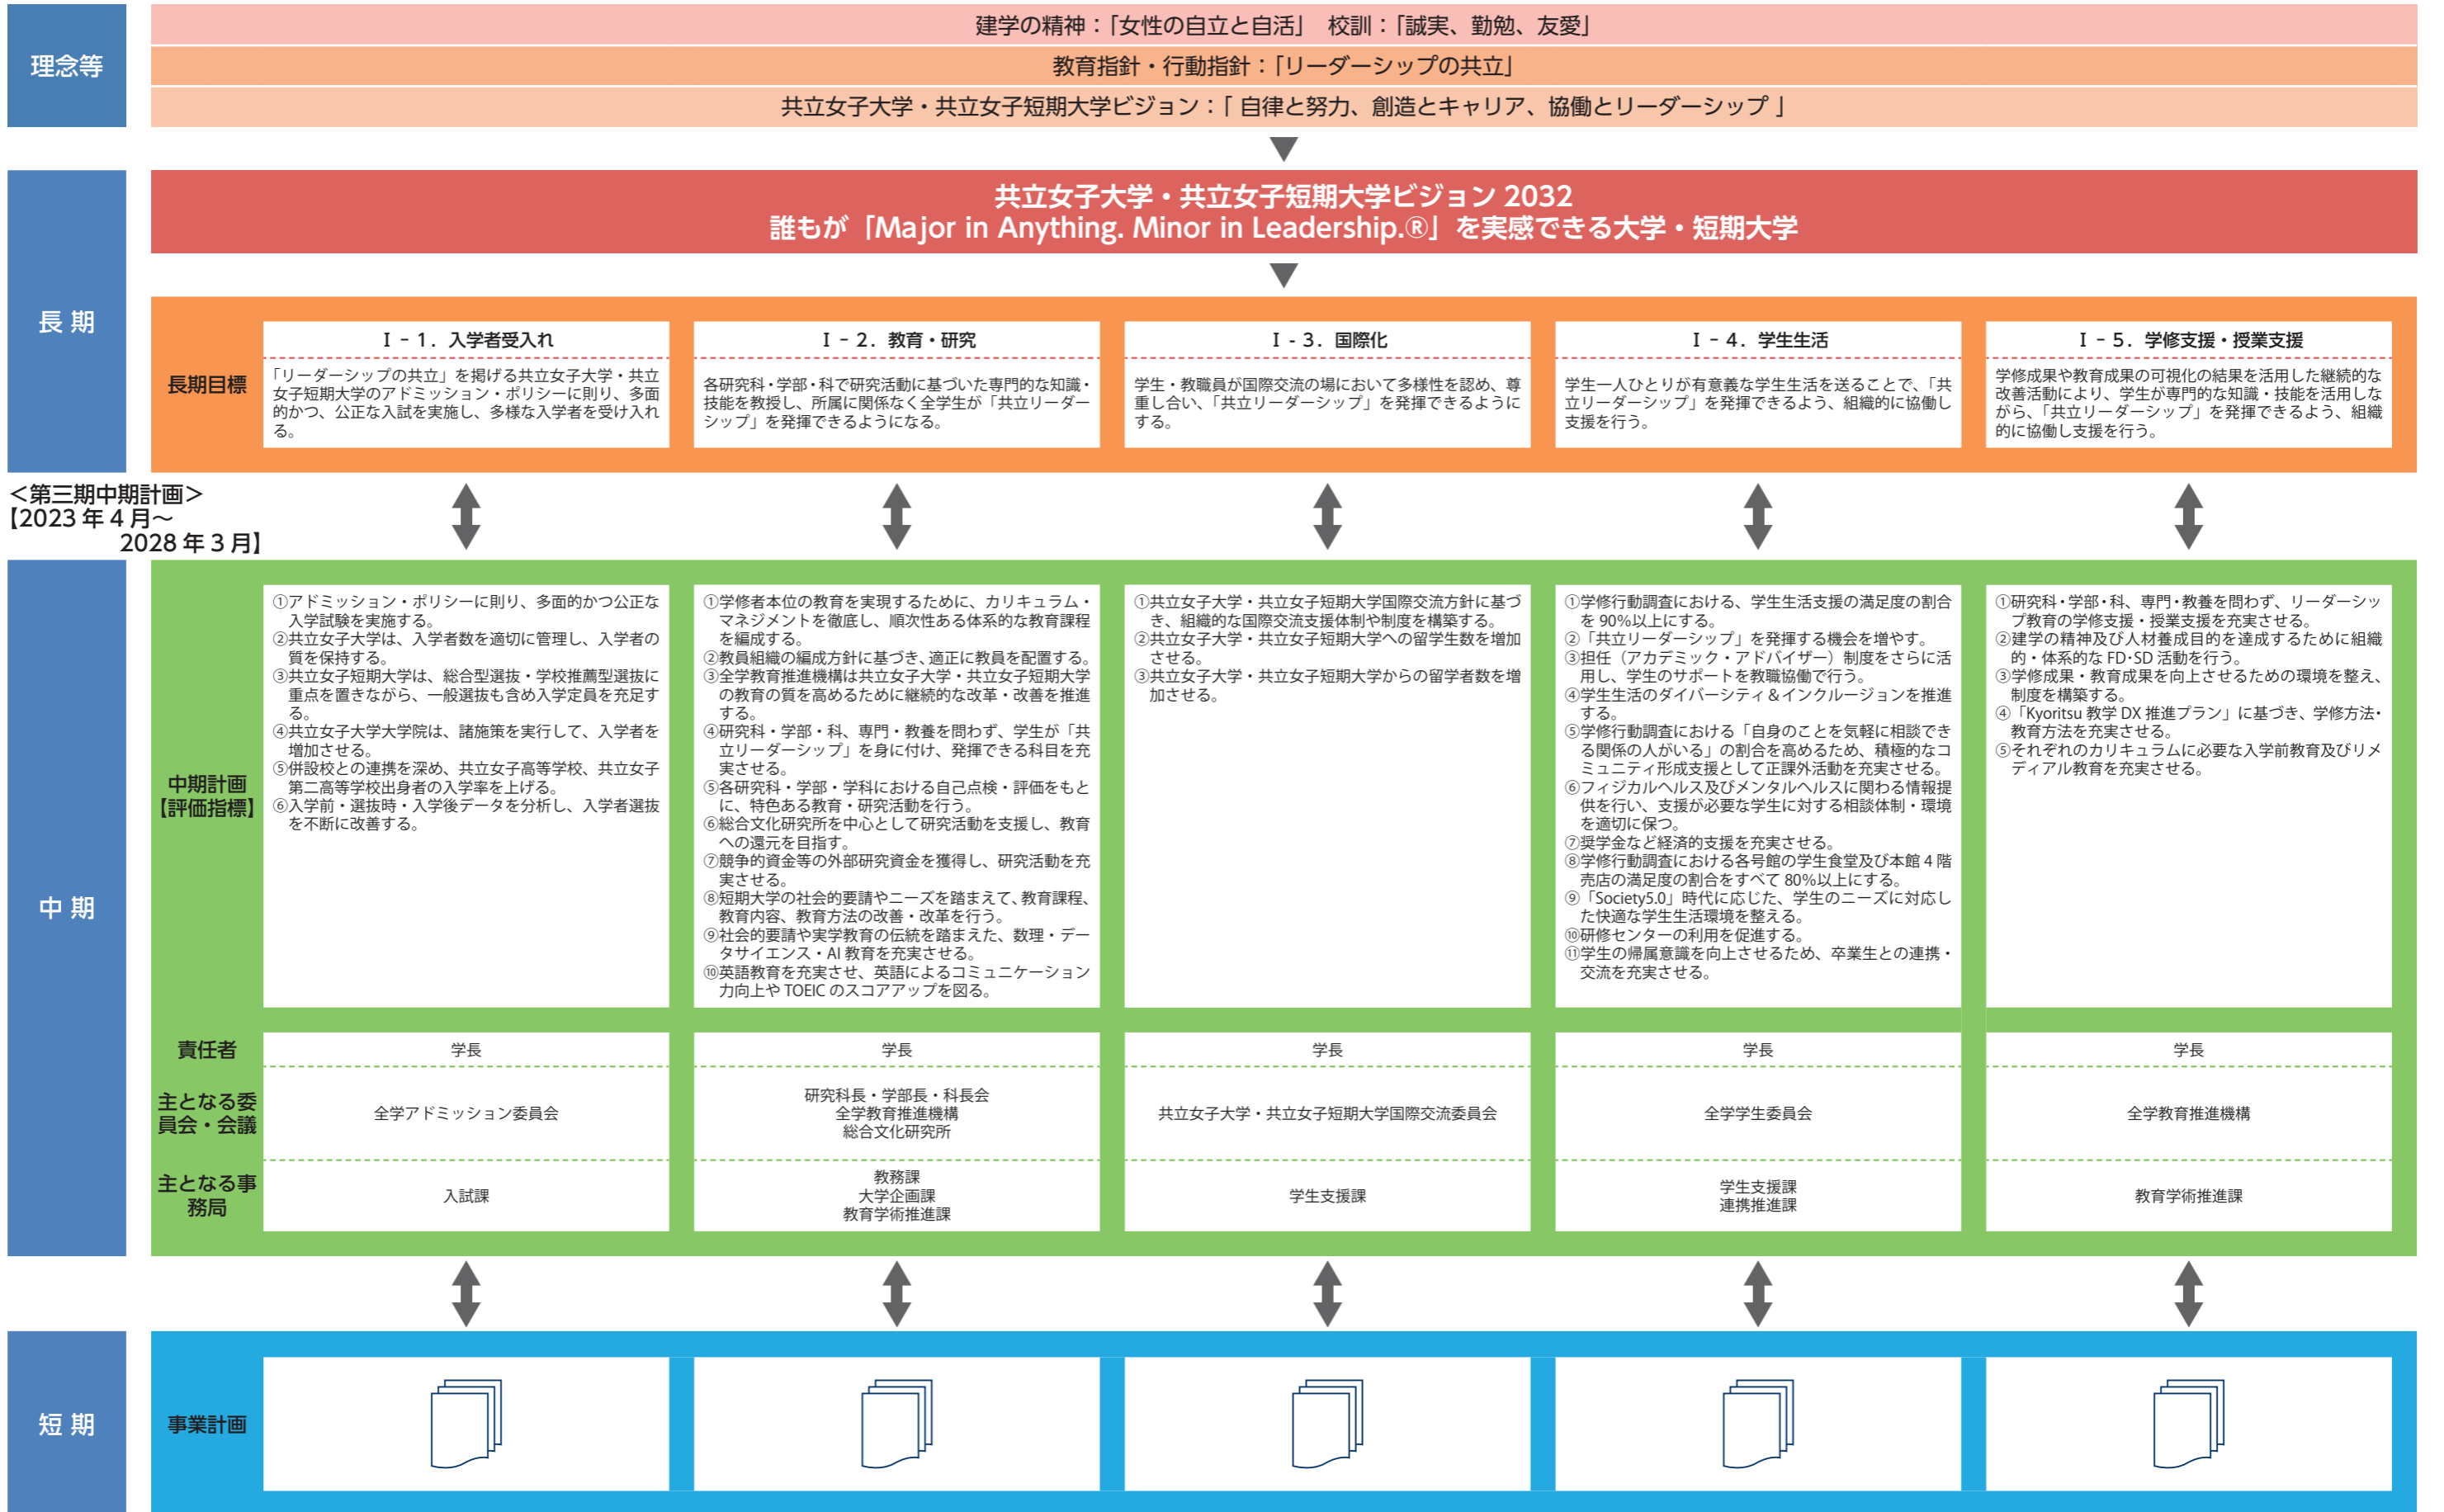 理念等
建学の精神：「女性の自立と自活」　校訓：「誠実、勤勉、友愛」
教育指針・行動指針：「リーダーシップの共立」
共立女子大学・共立女子短期大学ビジョン：「 自律と努力、創造とキャリア、協働とリーダーシップ 」
長 期
共立女子大学・共立女子短期大学ビジョン 2032
誰もが「Major in Anything. Minor in Leadership.®」を実感できる大学・短期大学
長期目標
Ⅰ − 1．入学者受入れ
「リーダーシップの共立」を掲げる共立女子大学・共立
女子短期大学のアドミッション・ポリシーに則り、多面
的かつ、公正な入試を実施し、多様な入学者を受け入れ
る。
Ⅰ − 2．教育・研究
各研究科・学部・科で研究活動に基づいた専門的な知識・
技能を教授し、所属に関係なく全学生が「共立リーダー
シップ」を発揮できるようになる。
Ⅰ - 3．国際化
学生・教職員が国際交流の場において多様性を認め、尊
重し合い、「共立リーダーシップ」を発揮できるように
する。
Ⅰ − 4．学生生活
学生一人ひとりが有意義な学生生活を送ることで、「共
立リーダーシップ」を発揮できるよう、組織的に協働し
支援を行う。
Ⅰ − 5．学修支援・授業支援
学修成果や教育成果の可視化の結果を活用した継続的な
改善活動により、学生が専門的な知識・技能を活用しな
がら、「共立リーダーシップ」を発揮できるよう、組織
的に協働し支援を行う。
＜第三期中期計画＞
【2023 年 4 月～
2028 年 3 月】
中 期
中期計画
【評価指標】
①アドミッション・ポリシーに則り、多面的かつ公正な
入学試験を実施する。
②共立女子大学は、入学者数を適切に管理し、入学者の
質を保持する。
③共立女子短期大学は、総合型選抜・学校推薦型選抜に
重点を置きながら、一般選抜も含め入学定員を充足す
る。
④共立女子大学大学院は、諸施策を実行して、入学者を
増加させる。
⑤併設校との連携を深め、共立女子高等学校、共立女子
第二高等学校出身者の入学率を上げる。
⑥入学前・選抜時・入学後データを分析し、入学者選抜
を不断に改善する。
①学修者本位の教育を実現するために、カリキュラム・
マネジメントを徹底し、順次性ある体系的な教育課程
を編成する。
②教員組織の編成方針に基づき、適正に教員を配置する。
③全学教育推進機構は共立女子大学・共立女子短期大学
の教育の質を高めるために継続的な改革・改善を推進
する。
④研究科・学部・科、専門・教養を問わず、学生が「共
立リーダーシップ」を身に付け、発揮できる科目を充
実させる。
⑤各研究科・学部・学科における自己点検・評価をもと
に、特色ある教育・研究活動を行う。
⑥総合文化研究所を中心として研究活動を支援し、教育
への還元を目指す。
⑦競争的資金等の外部研究資金を獲得し、研究活動を充
実させる。
⑧短期大学の社会的要請やニーズを踏まえて、教育課程、
教育内容、教育方法の改善・改革を行う。
⑨社会的要請や実学教育の伝統を踏まえた、数理・デー
タサイエンス・AI 教育を充実させる。
⑩英語教育を充実させ、英語によるコミュニケーション
力向上や TOEIC のスコアアップを図る。
①共立女子大学・共立女子短期大学国際交流方針に基づ
き、組織的な国際交流支援体制や制度を構築する。
②共立女子大学・共立女子短期大学への留学生数を増加
させる。
③共立女子大学・共立女子短期大学からの留学者数を増
加させる。
①学修行動調査における、学生生活支援の満足度の割合
を 90%以上にする。
②「共立リーダーシップ」を発揮する機会を増やす。
③担任（アカデミック・アドバイザー）制度をさらに活
用し、学生のサポートを教職協働で行う。
④学生生活のダイバーシティ＆インクルージョンを推進
する。
⑤学修行動調査における「自身のことを気軽に相談でき
る関係の人がいる」の割合を高めるため、積極的なコ
ミュニティ形成支援として正課外活動を充実させる。
⑥フィジカルヘルス及びメンタルヘルスに関わる情報提
供を行い、支援が必要な学生に対する相談体制・環境
を適切に保つ。
⑦奨学金など経済的支援を充実させる。
⑧学修行動調査における各号館の学生食堂及び本館 4 階
売店の満足度の割合をすべて 80%以上にする。
⑨「Society5.0」時代に応じた、学生のニーズに対応し
た快適な学生生活環境を整える。
⑩研修センターの利用を促進する。
⑪学生の帰属意識を向上させるため、卒業生との連携・
交流を充実させる。
①研究科・学部・科、専門・教養を問わず、リーダーシッ
プ教育の学修支援・授業支援を充実させる。
②建学の精神及び人材養成目的を達成するために組織
的・体系的な FD・SD 活動を行う。
③学修成果・教育成果を向上させるための環境を整え、
制度を構築する。
④「Kyoritsu 教学 DX 推進プラン」に基づき、学修方法・
教育方法を充実させる。
⑤それぞれのカリキュラムに必要な入学前教育及びリメ
ディアル教育を充実させる。
責任者
学長
学長
学長
学長
学長
主となる委
員会・会議
全学アドミッション委員会
研究科長・学部長・科長会
全学教育推進機構
総合文化研究所
共立女子大学・共立女子短期大学国際交流委員会
全学学生委員会
全学教育推進機構
主となる事
務局
入試課
教務課
大学企画課
教育学術推進課
学生支援課
学生支援課
連携推進課
教育学術推進課
短 期
事業計画